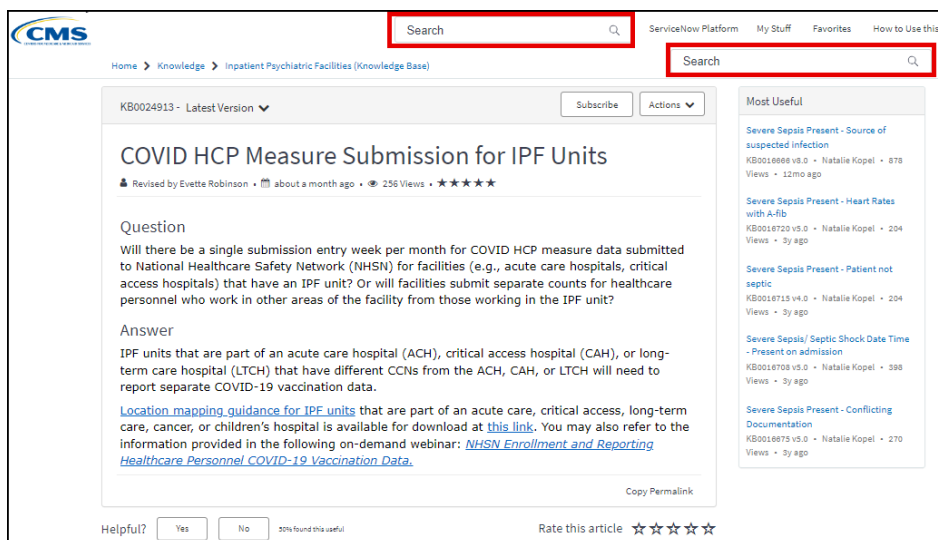 CMS
Search
ServiceNow Platform My Stuff Favorites How to Use this
Search
Home > Knowledge > Inpatient Psychiatric Facilities (Knowledge Base)
KB0024913 - Latest Version
Subscribe
Actions
COVID HCP Measure Submission for IPF Units
Revised by Evette Robinson • about a month ago • 256 Views • ★★★★★
Question
Will there be a single submission entry week per month for COVID HCP measure data submitted
to National Healthcare Safety Network (NHSN) for facilities (e.g., acute care hospitals, critical
access hospitals) that have an IPF unit? Or will facilities submit separate counts for healthcare
personnel who work in other areas of the facility from those working in the IPF unit?
Answer
IPF units that are part of an acute care hospital (ACH), critical access hospital (CAH), or long-
term care hospital (LTCH) that have different CCNs from the ACH, CAH, or LTCH will need to
report separate COVID-19 vaccination data.
Location mapping guidance for IPF units that are part of an acute care, critical access, long-term
care, cancer, or children's hospital is available for download at this link. You may also refer to the
information provided in the following on-demand webinar: NHSN Enrollment and Reporting
Healthcare Personnel COVID-19 Vaccination Data.
Copy Permalink
Helpful? Yes No 50% found this useful
Rate this article ☆☆☆☆☆
Most Useful
Severe Sepsis Present - Source of
suspected infection
KB0016666 v8.0 • Natalie Kopel • 878
Views • 12mo ago
Severe Sepsis Present - Heart Rates
with A-fib
KB0016720 v5.0 • Natalie Kopel • 204
Views • 3y ago
Severe Sepsis Present - Patient not
septic
KB0016715 v4.0 • Natalie Kopel • 204
Views • 3y ago
Severe Sepsis/ Septic Shock Date Time
- Present on admission
KB0016708 v5.0 • Natalie Kopel • 398
Views • 3y ago
Severe Sepsis Present - Conflicting
Documentation
KB0016675 v5.0 • Natalie Kopel • 270
Views • 3y ago